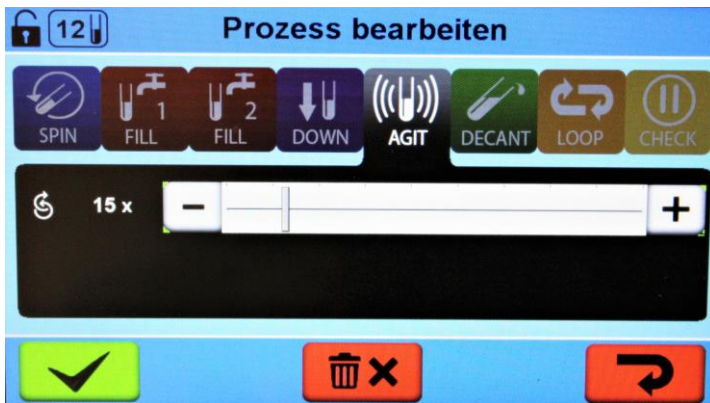 12
Prozess bearbeiten
SPIN
1
FILL
2
FILL
DOWN
AGIT
DECANT
LOOP
CHECK
15 x